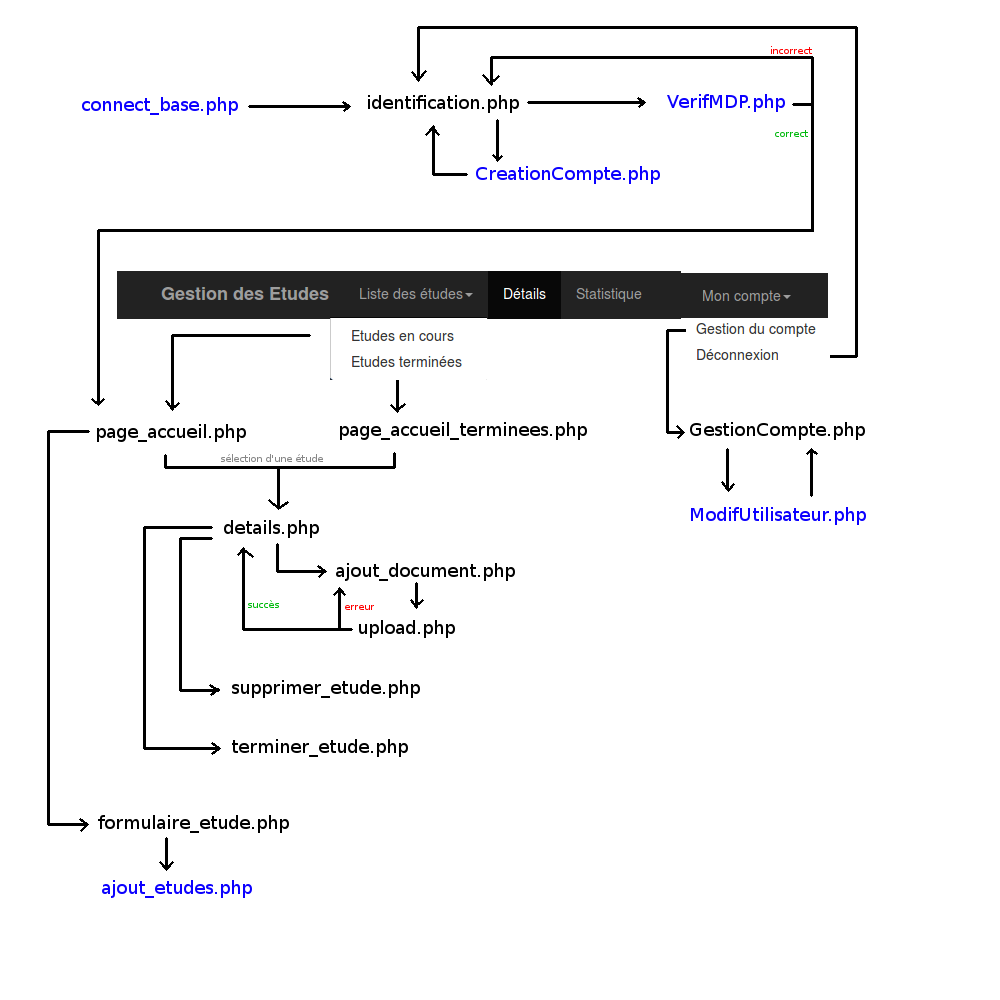 incorrect
connect_base.php
identification.php
VerifMDP.php
correct
CreationCompte.php
Gestion des Etudes
Liste des études
Détails
Statistique
Mon compte
Etudes en cours
Etudes terminées
Gestion du compte
Déconnexion
page_accueil.php
page_accueil_terminees.php
GestionCompte.php
sélection d'une étude
ModifUtilisateur.php
details.php
ajout_document.php
succès
erreur
upload.php
supprimer_etude.php
terminer_etude.php
formulaire_etude.php
ajout_etudes.php